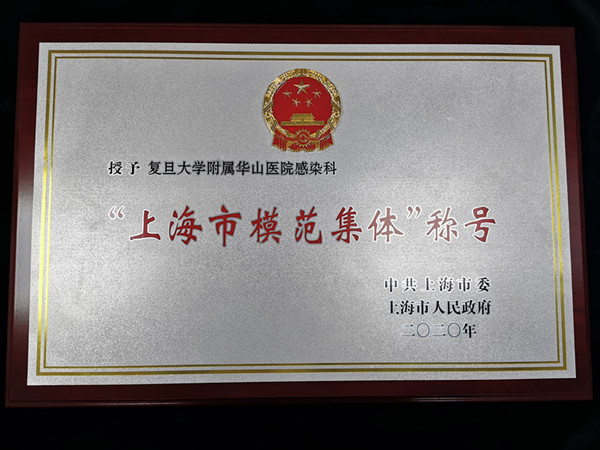 授予 复旦大学附属华山医院感染科
“上海市模范集体”称号
中共上海市委
上海市人民政府
二〇二〇年